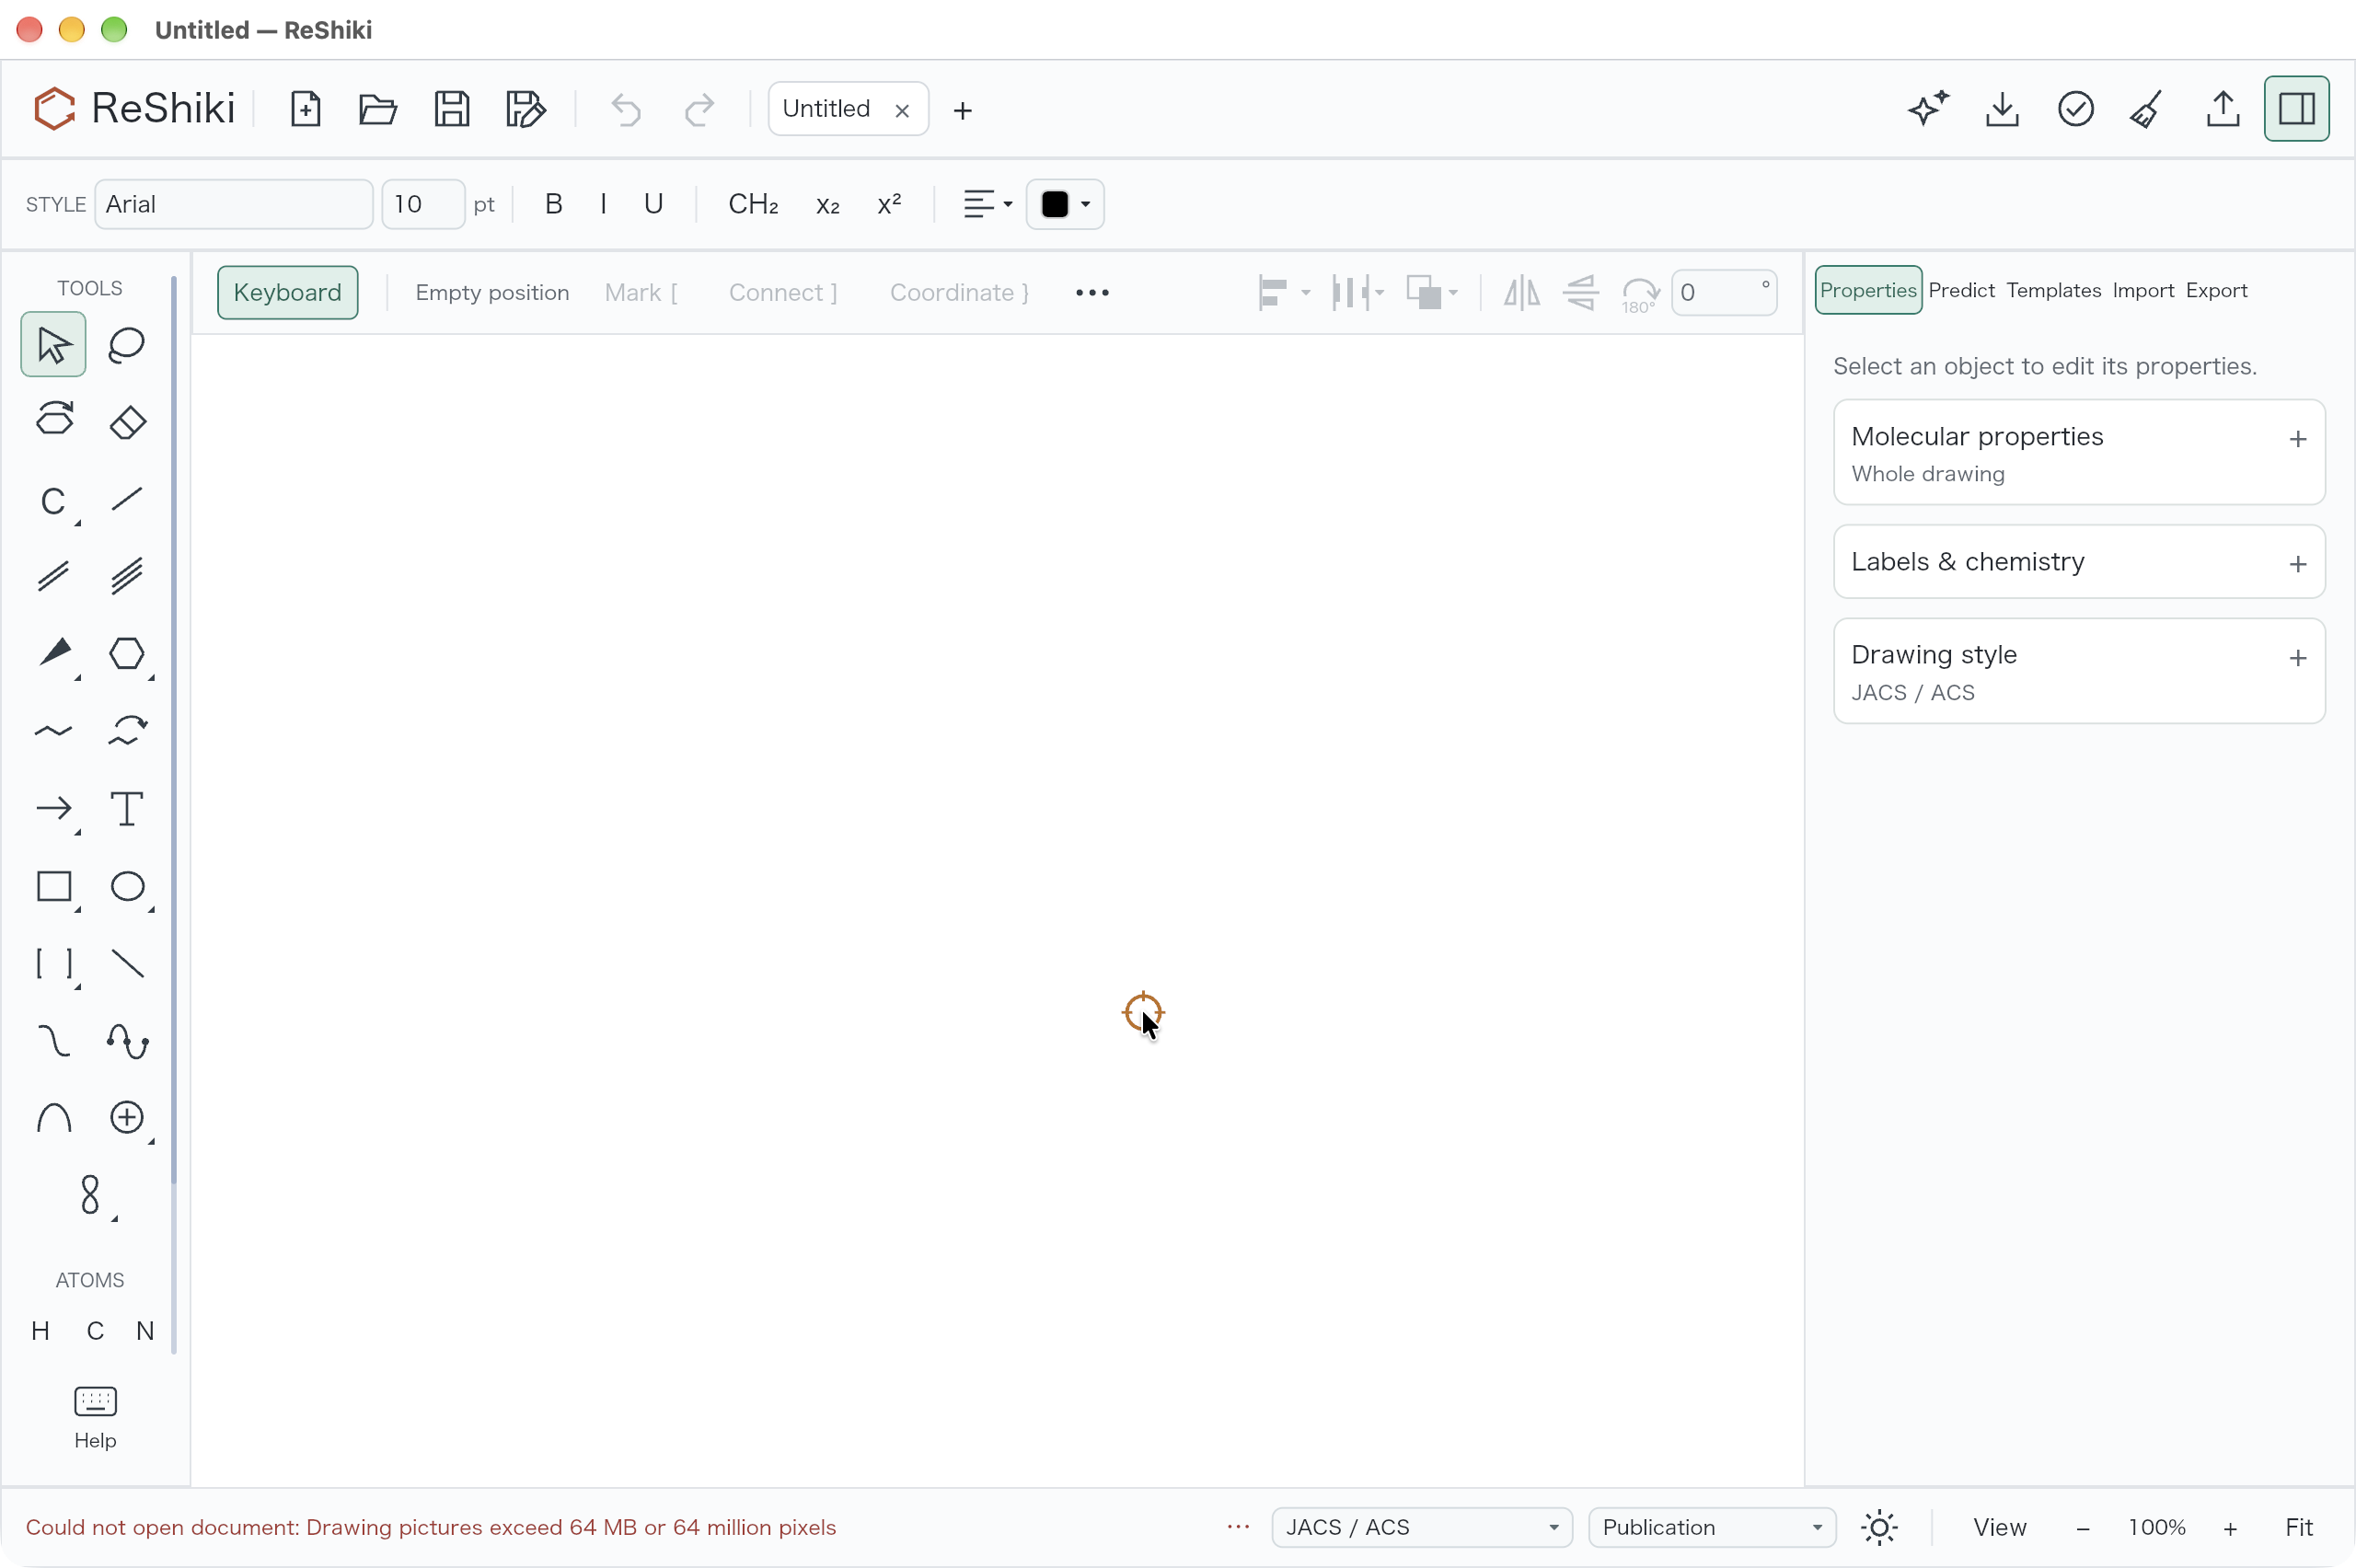 Untitled — ReShiki
ReShiki
Untitled
STYLE Arial 10 pt B I U CH₂ x₂ x²
TOOLS
Keyboard Empty position Mark [ Connect ] Coordinate } 180° 0 °
Properties Predict Templates Import Export
Select an object to edit its properties.
Molecular properties
Whole drawing
Labels & chemistry
Drawing style
JACS / ACS
C
T
ATOMS
H C N
Help
Could not open document: Drawing pictures exceed 64 MB or 64 million pixels
JACS / ACS Publication View − 100% + Fit